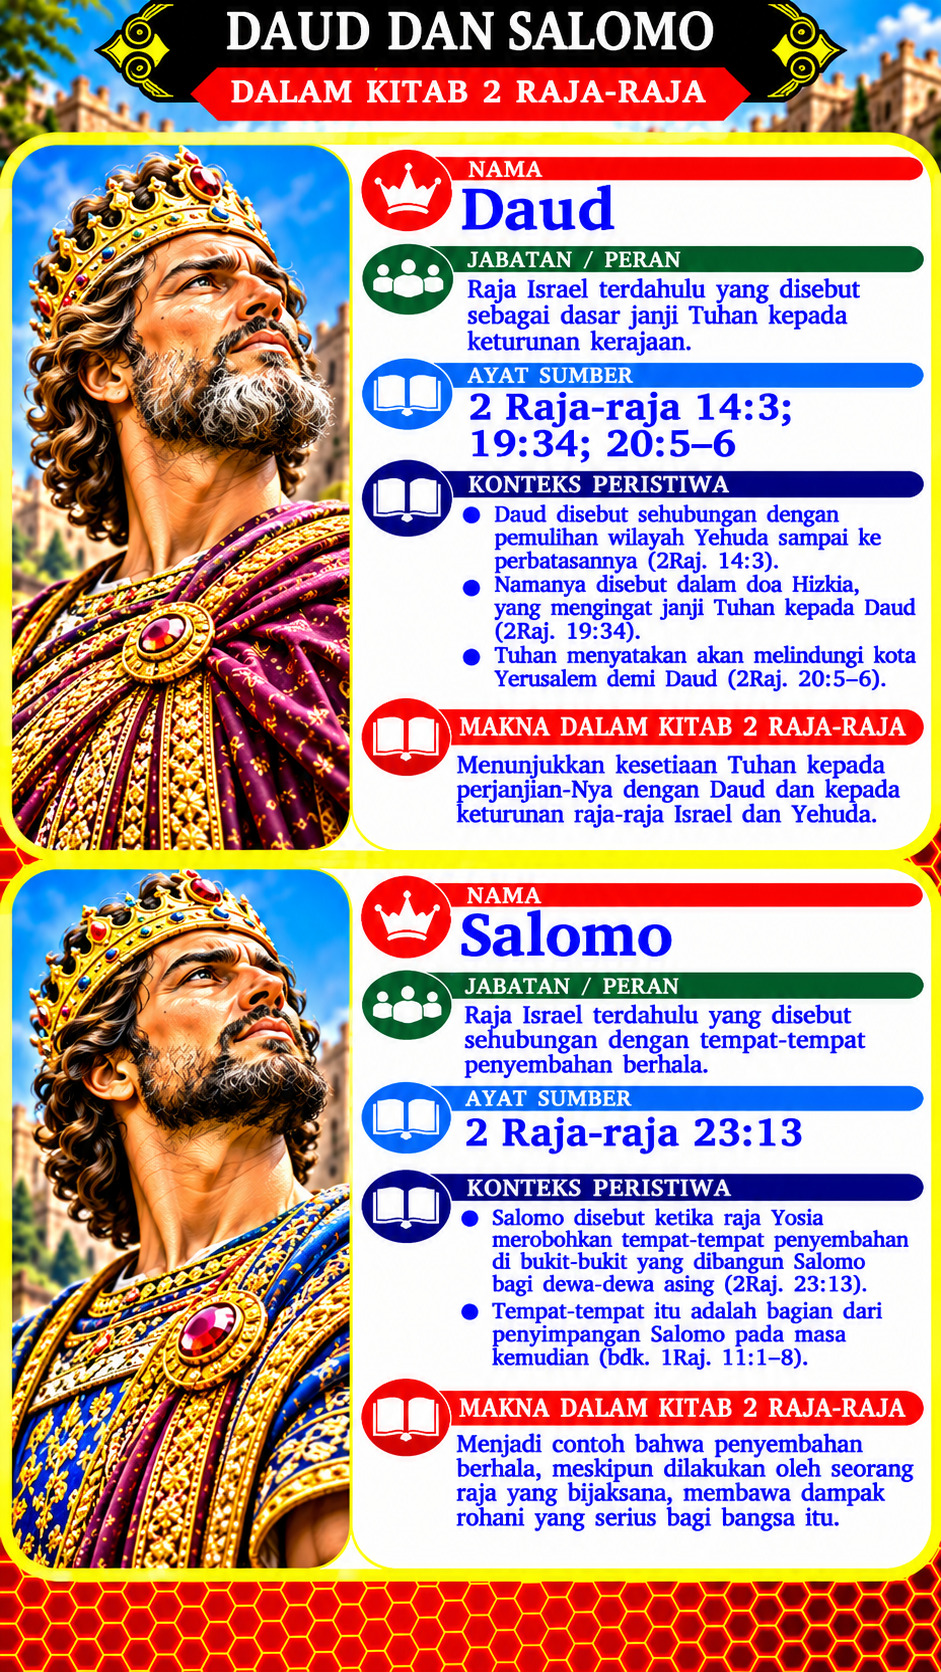 DAUD DAN SALOMO
DALAM KITAB 2 RAJA-RAJA
NAMA
Daud
JABATAN / PERAN
Raja Israel terdahulu yang disebut
sebagai dasar janji Tuhan kepada
keturunan kerajaan.
AYAT SUMBER
2 Raja-raja 14:3;
19:34; 20:5–6
KONTEKS PERISTIWA
● Daud disebut sehubungan dengan
pemulihan wilayah Yehuda sampai ke
perbatasannya (2Raj. 14:3).
● Namanya disebut dalam doa Hizkia,
yang mengingat janji Tuhan kepada Daud
(2Raj. 19:34).
● Tuhan menyatakan akan melindungi kota
Yerusalem demi Daud (2Raj. 20:5–6).
MAKNA DALAM KITAB 2 RAJA-RAJA
Menunjukkan kesetiaan Tuhan kepada
perjanjian-Nya dengan Daud dan kepada
keturunan raja-raja Israel dan Yehuda.
NAMA
Salomo
JABATAN / PERAN
Raja Israel terdahulu yang disebut
sehubungan dengan tempat-tempat
penyembahan berhala.
AYAT SUMBER
2 Raja-raja 23:13
KONTEKS PERISTIWA
● Salomo disebut ketika raja Yosia
merobohkan tempat-tempat penyembahan
di bukit-bukit yang dibangun Salomo
bagi dewa-dewa asing (2Raj. 23:13).
● Tempat-tempat itu adalah bagian dari
penyimpangan Salomo pada masa
kemudian (bdk. 1Raj. 11:1–8).
MAKNA DALAM KITAB 2 RAJA-RAJA
Menjadi contoh bahwa penyembahan
berhala, meskipun dilakukan oleh seorang
raja yang bijaksana, membawa dampak
rohani yang serius bagi bangsa itu.